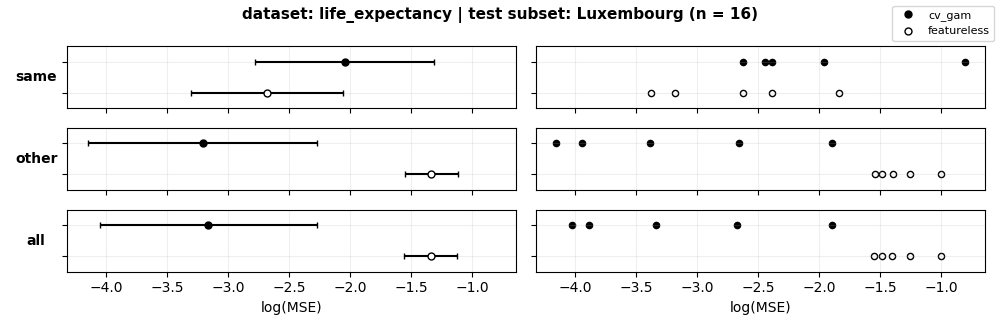 dataset: life_expectancy | test subset: Luxembourg (n = 16)
cv_gam
featureless
same
other
all
−4.0 −3.5 −3.0 −2.5 −2.0 −1.5 −1.0
−4.0 −3.5 −3.0 −2.5 −2.0 −1.5 −1.0
log(MSE)
log(MSE)